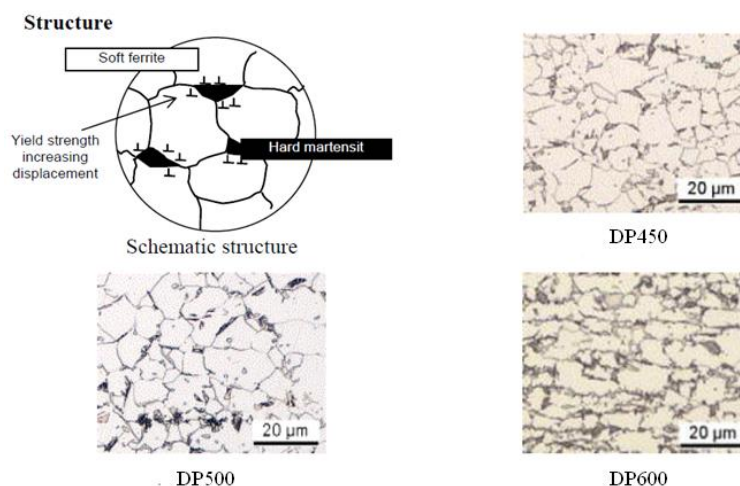 Structure
Soft ferrite
Yield strength
increasing
displacement
Hard martensit
Schematic structure
20 µm
DP450
20 µm
DP500
20 µm
DP600